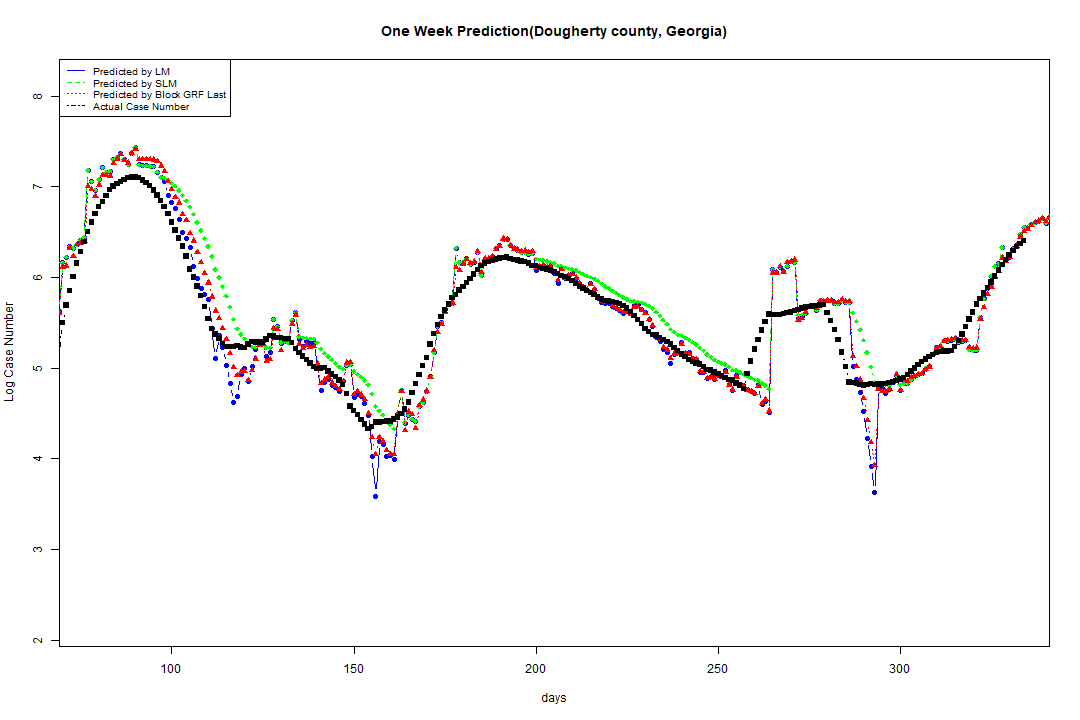 One Week Prediction(Dougherty county, Georgia)
Predicted by LM
Predicted by SLM
Predicted by Block GRF Last
Actual Case Number
Log Case Number
8
7
6
5
4
3
2
100
150
200
250
300
days